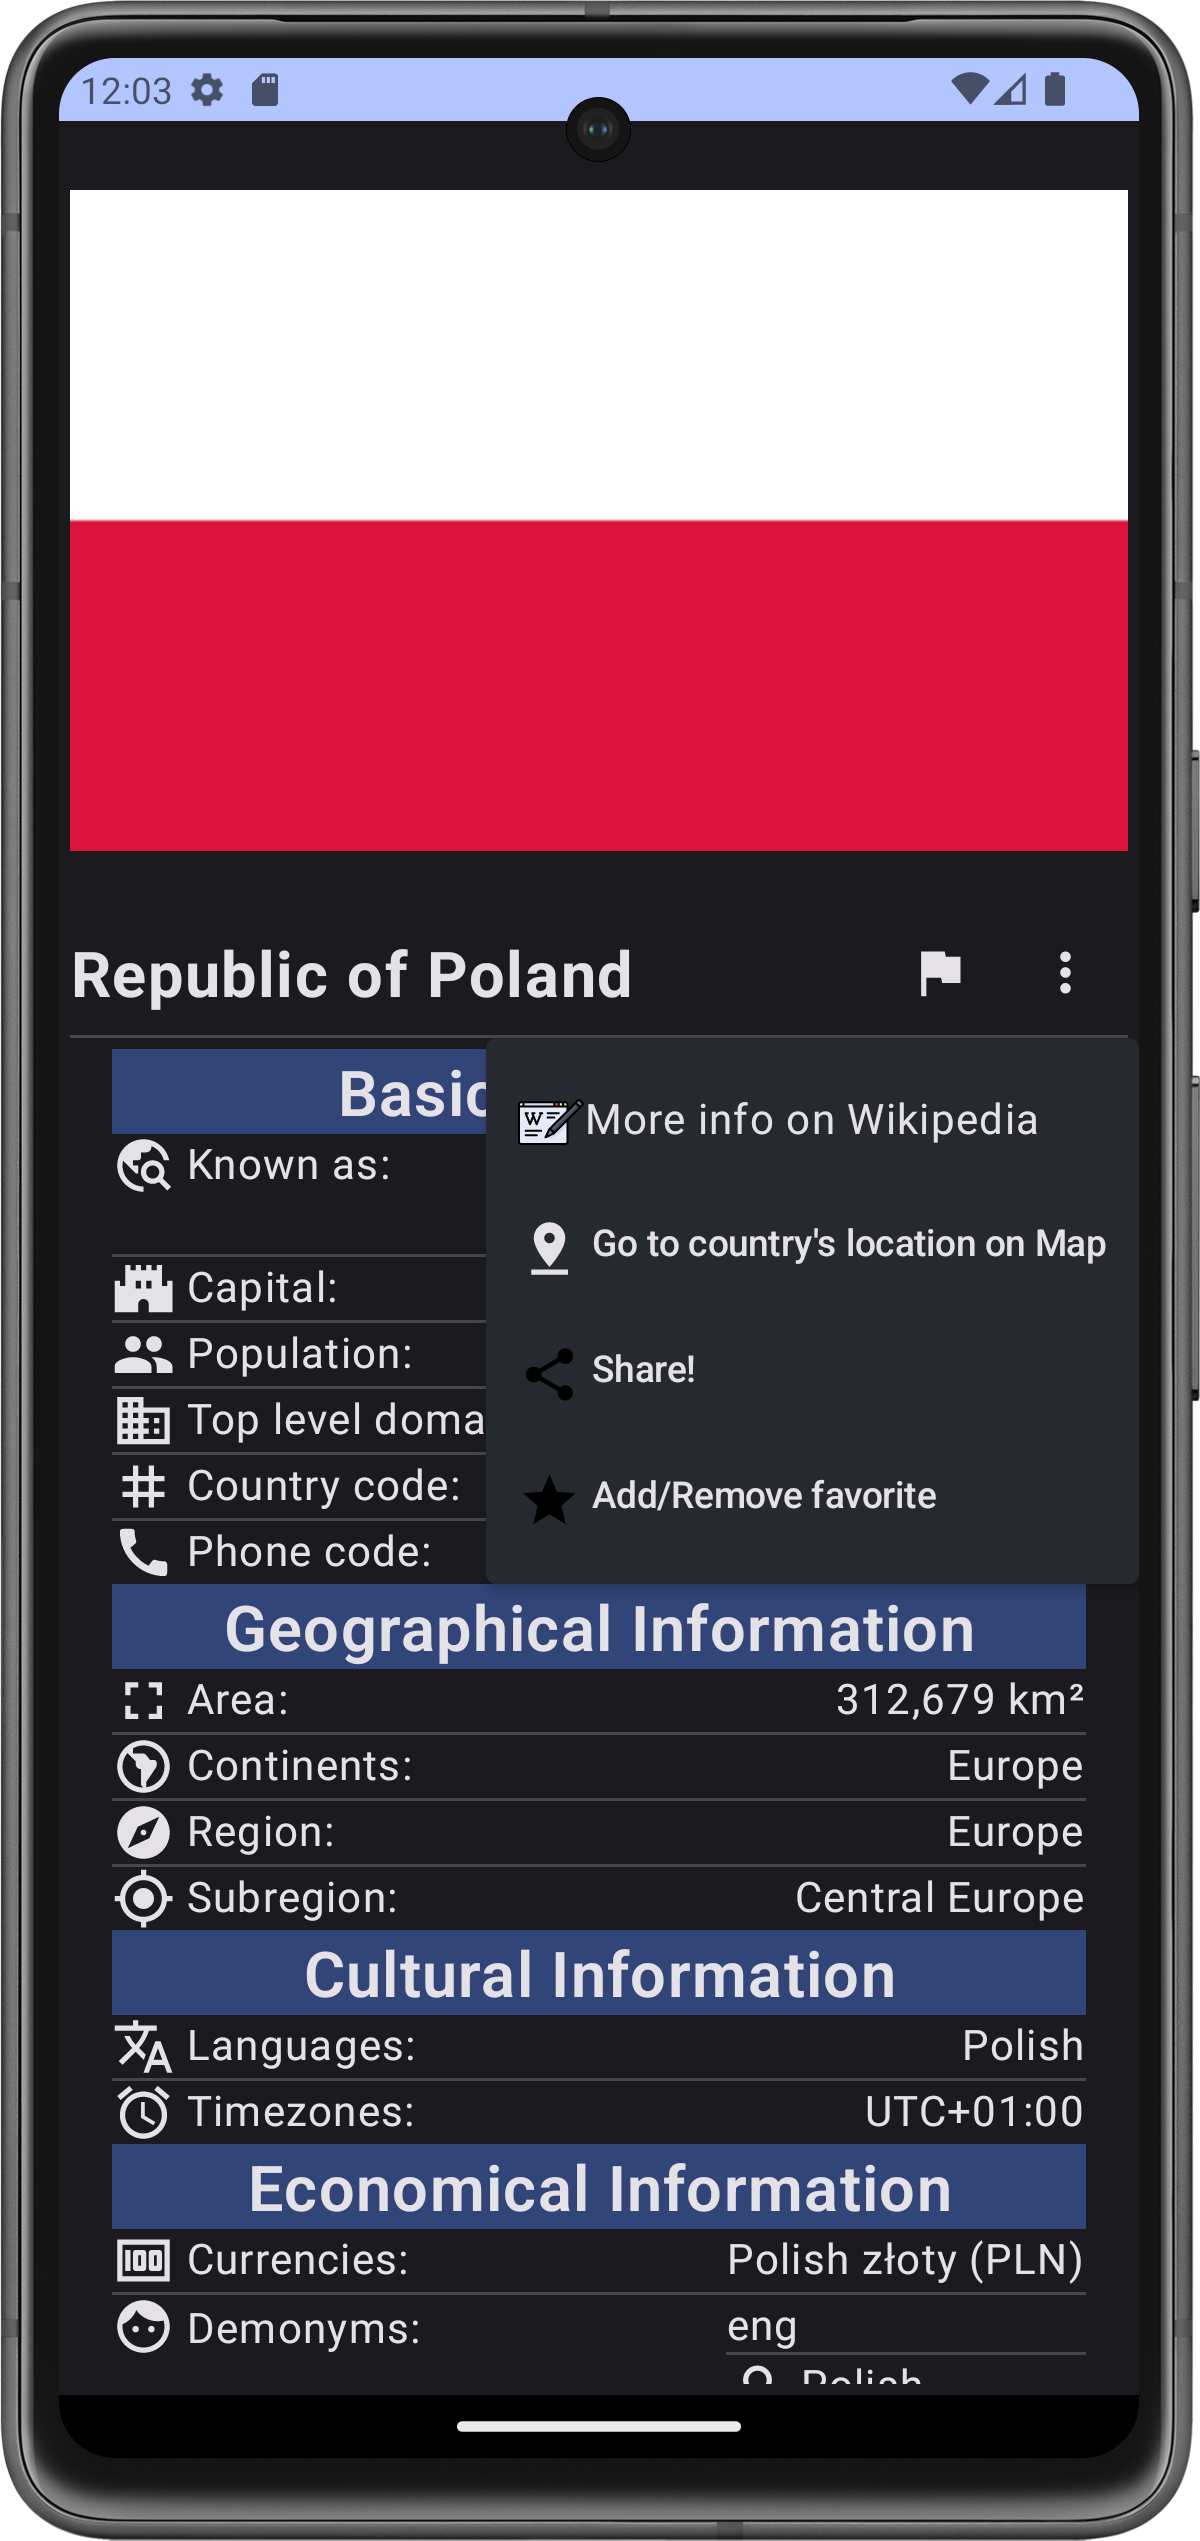 12:03
Republic of Poland
Basic
More info on Wikipedia
Known as:
Go to country's location on Map
Capital:
Population:
Share!
Top level doma
Country code:
Add/Remove favorite
Phone code:
Geographical Information
Area: 312,679 km²
Continents: Europe
Region: Europe
Subregion: Central Europe
Cultural Information
Languages: Polish
Timezones: UTC+01:00
Economical Information
Currencies: Polish złoty (PLN)
Demonyms: eng
Polish